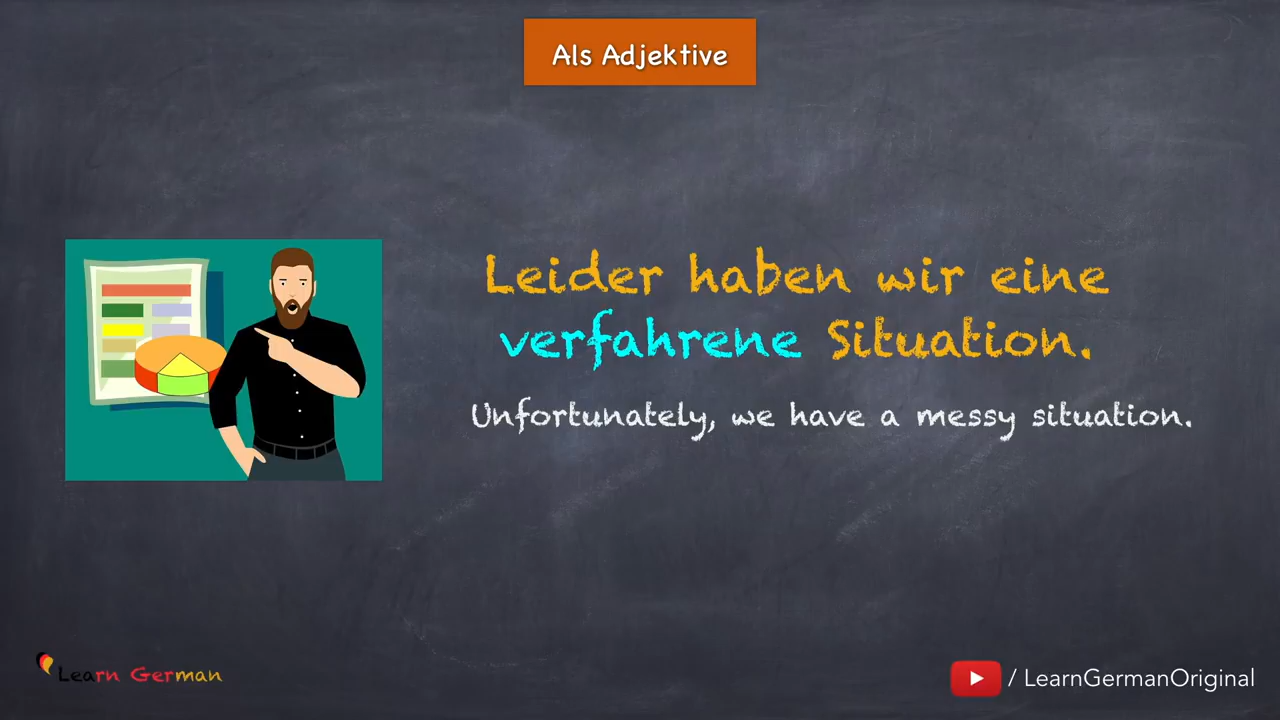 Als Adjektive
Leider haben wir eine
verfahrene Situation.
Unfortunately, we have a messy situation.
Learn German
/ LearnGermanOriginal